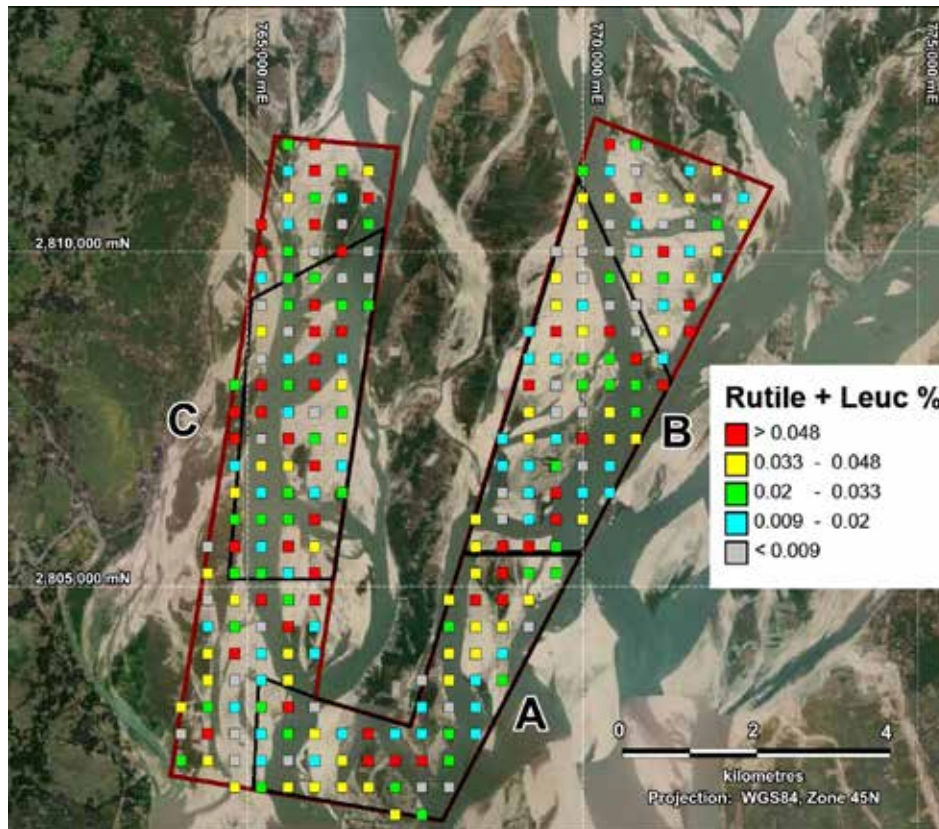 765,000 mE
770,000 mE
775,000 mE
2,810,000 mN
C
B
Rutile + Leuc %
> 0.048
0.033 - 0.048
0.02 - 0.033
0.009 - 0.02
< 0.009
2,805,000 mN
A
0 2 4
kilometres
Projection: WGS84, Zone 45N